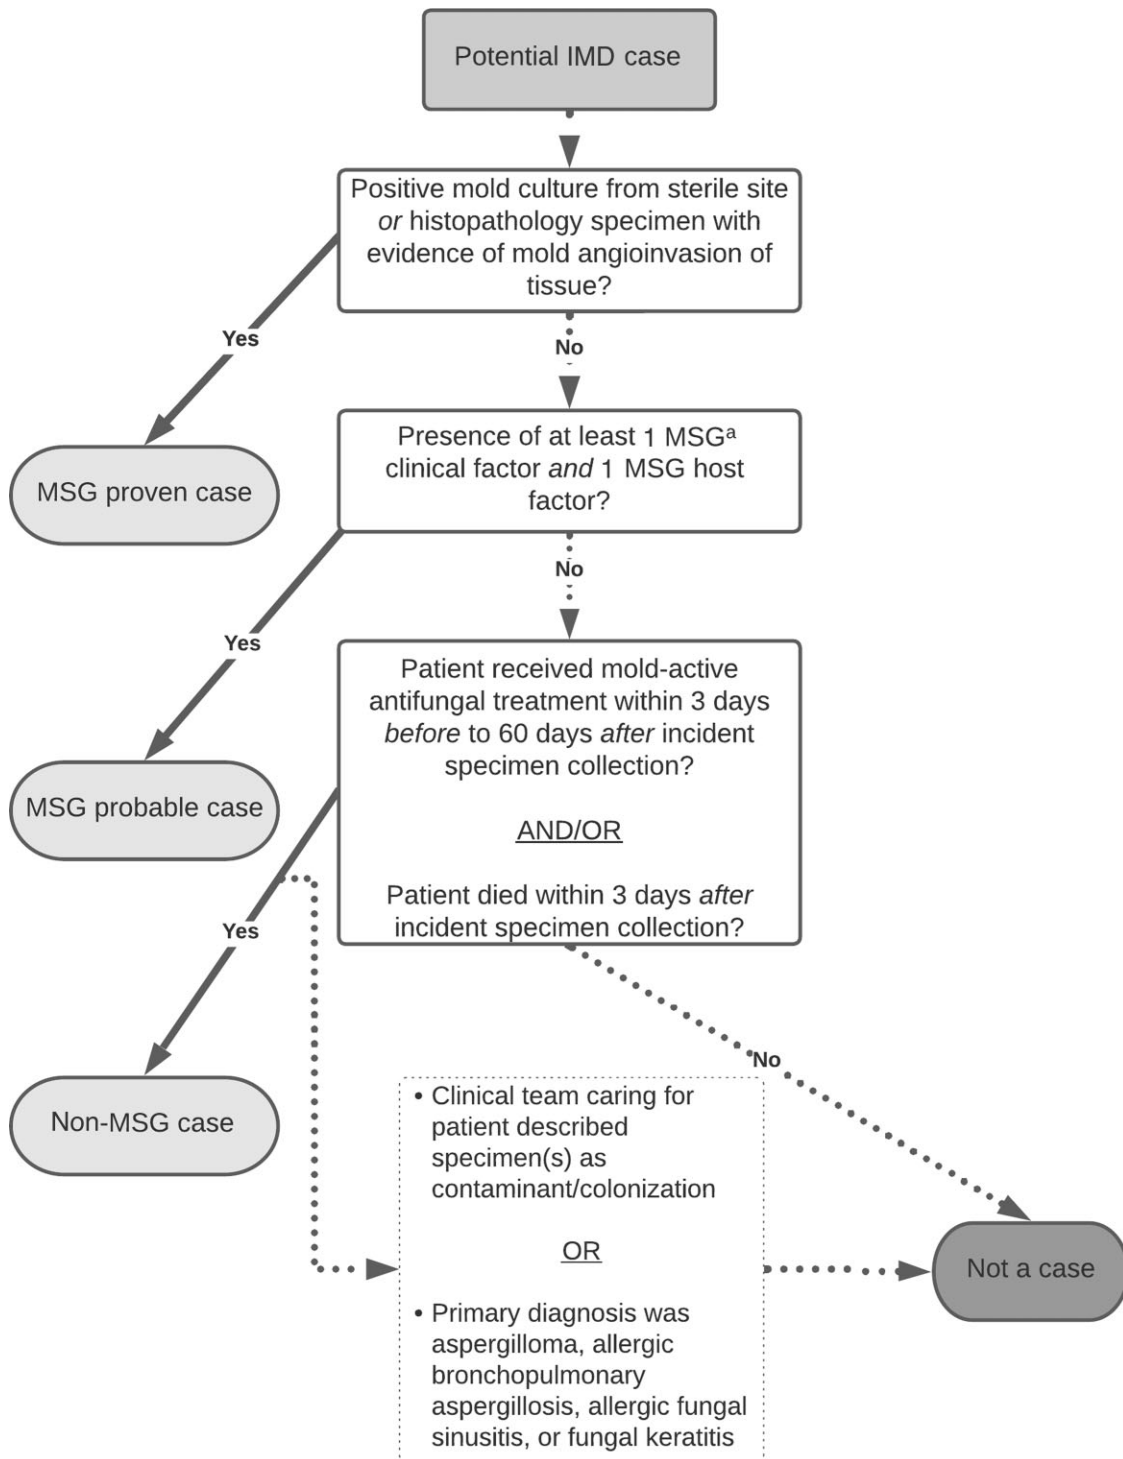 Potential IMD case
Positive mold culture from sterile site
or histopathology specimen with
evidence of mold angioinvasion of
tissue?
Yes
No
MSG proven case
Presence of at least 1 MSGª
clinical factor and 1 MSG host
factor?
No
Yes
MSG probable case
Patient received mold-active
antifungal treatment within 3 days
before to 60 days after incident
specimen collection?
AND/OR
Patient died within 3 days after
incident specimen collection?
Yes
No
Non-MSG case
• Clinical team caring for
patient described
specimen(s) as
contaminant/colonization
OR
• Primary diagnosis was
aspergilloma, allergic
bronchopulmonary
aspergillosis, allergic fungal
sinusitis, or fungal keratitis
Not a case